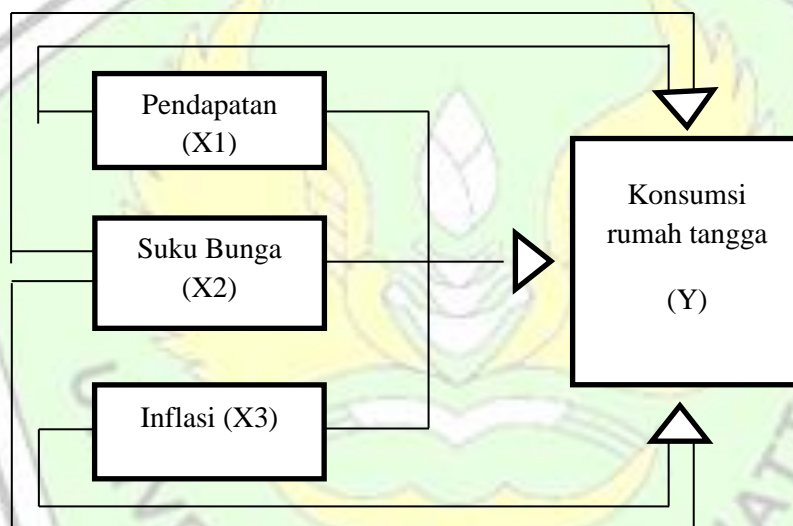 Pendapatan
(X1)
Suku Bunga
(X2)
Inflasi (X3)
Konsumsi
rumah tangga
(Y)